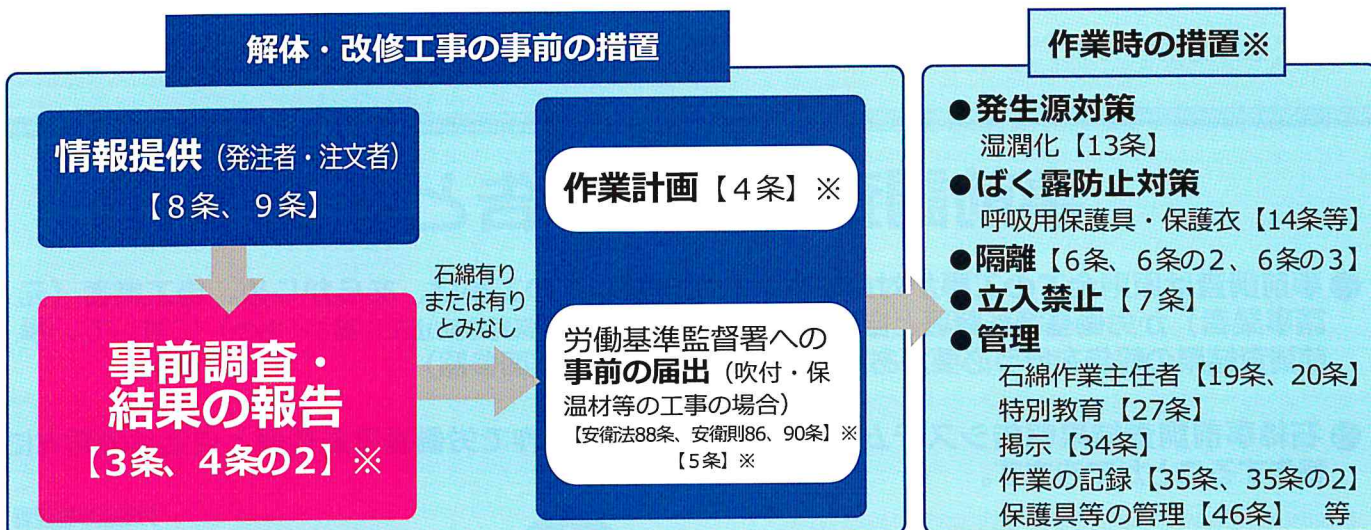 解体・改修工事の事前の措置
情報提供（発注者・注文者）
【8条、9条】
事前調査・
結果の報告
【3条、4条の2】※
石綿有り
または有り
とみなし
作業計画【4条】※
労働基準監督署への
事前の届出（吹付・保
温材等の工事の場合）
【安衛法88条、安衛則86、90条】※
【5条】※
作業時の措置※
●発生源対策
湿潤化【13条】
●ばく露防止対策
呼吸用保護具・保護衣【14条等】
●隔離【6条、6条の2、6条の3】
●立入禁止【7条】
●管理
石綿作業主任者【19条、20条】
特別教育【27条】
掲示【34条】
作業の記録【35条、35条の2】
保護具等の管理【46条】　等